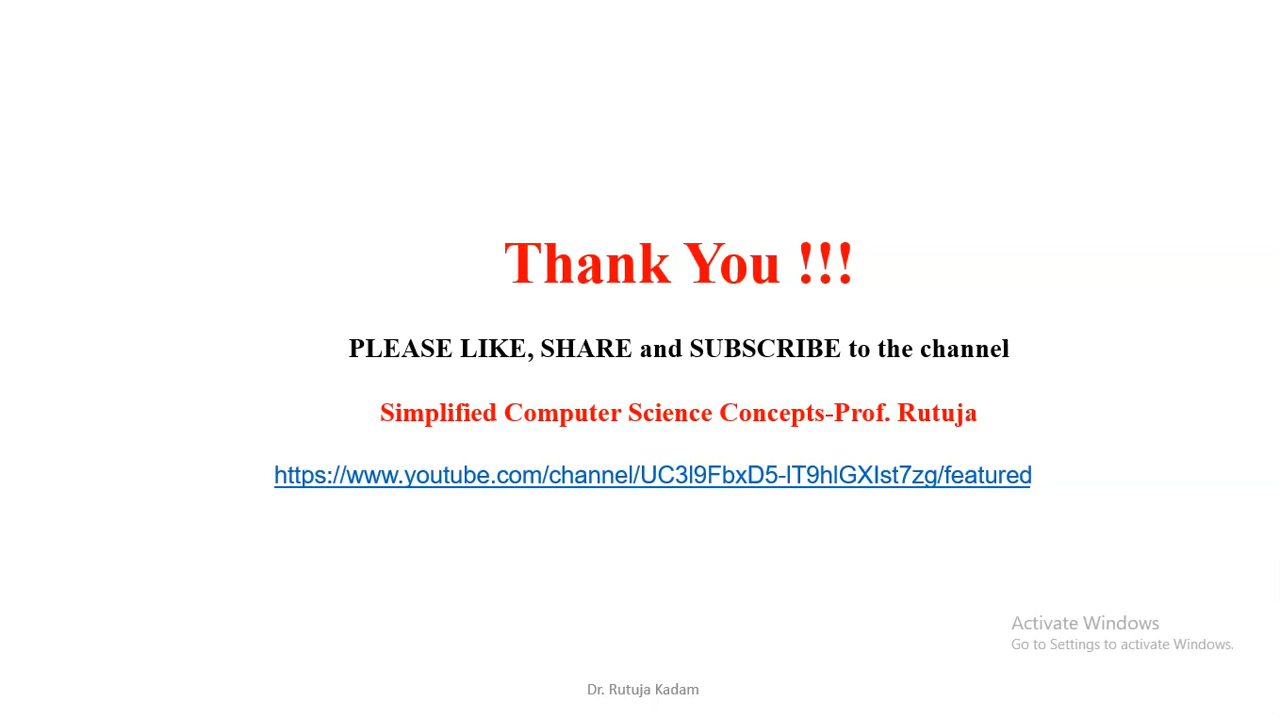 Thank You !!!
PLEASE LIKE, SHARE and SUBSCRIBE to the channel
Simplified Computer Science Concepts-Prof. Rutuja
https://www.youtube.com/channel/UC3l9FbxD5-lT9hlGXIst7zg/featured
Activate Windows
Go to Settings to activate Windows.
Dr. Rutuja Kadam